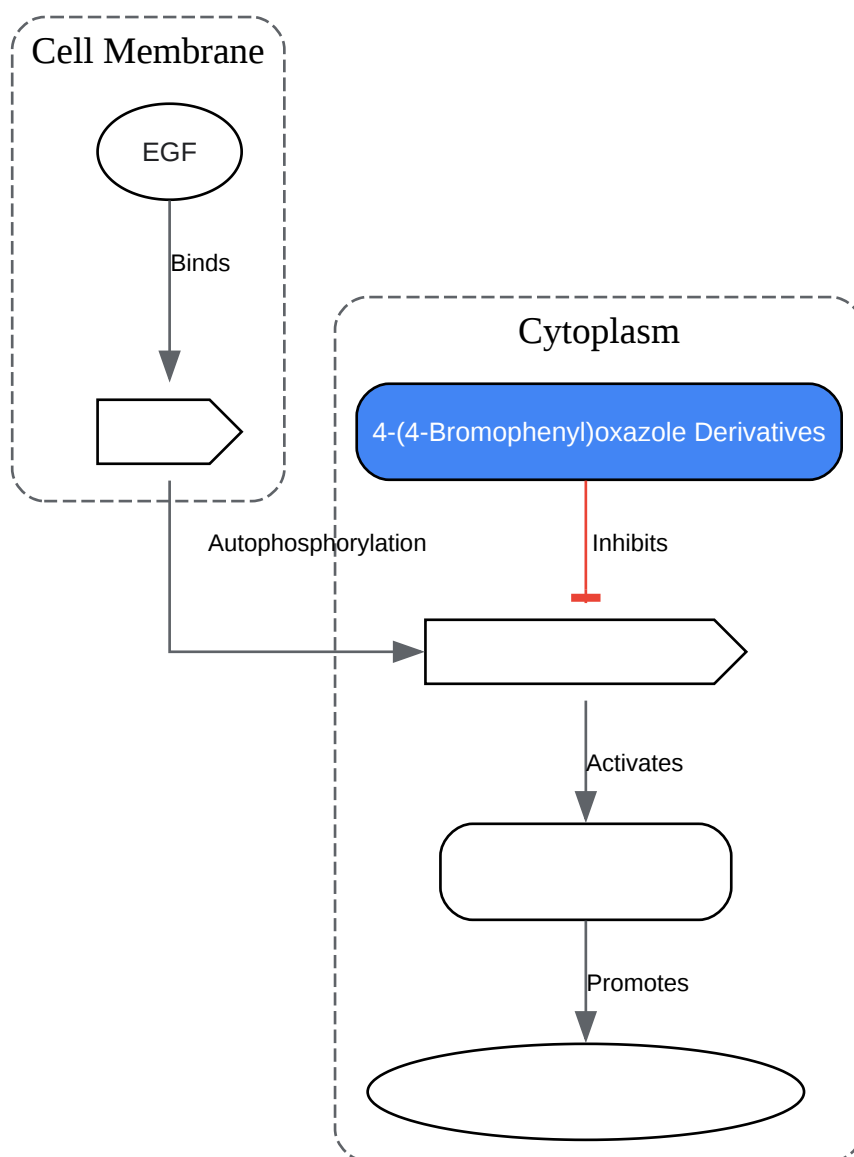 Cell Membrane
EGF
Binds
Cytoplasm
4-(4-Bromophenyl)oxazole Derivatives
Autophosphorylation
Inhibits
Activates
Promotes